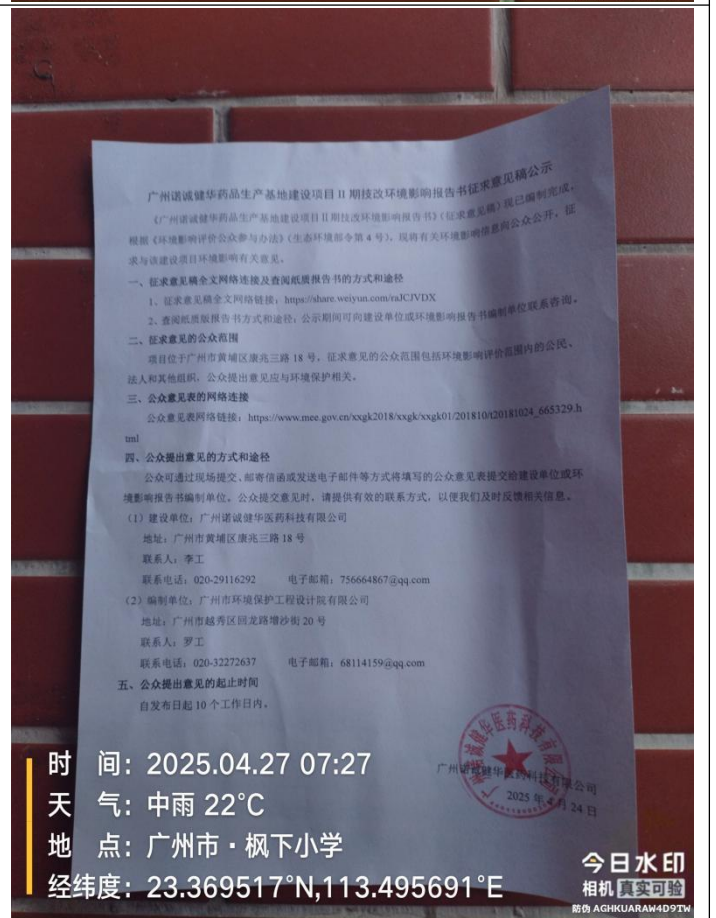 广州诺诚健华药品生产基地建设项目II期技改环境影响报告书征求意见稿公示
《广州诺诚健华药品生产基地建设项目II期技改环境影响报告书》（征求意见稿）现已编制完成。
根据《环境影响评价公众参与办法》（生态环境部令第4号），现将有关环境影响信息向公众公开，征
求与该建设项目环境影响有关意见。
一、征求意见稿全文网络连接及查阅纸质报告书的方式和途径
1、征求意见稿全文网络链接：https://share.weiyun.com/raJCJVDX
2、查阅纸质版报告书方式和途径：公示期间可向建设单位或环境影响报告书编制单位联系咨询。
二、征求意见的公众范围
项目位于广州市黄埔区康兆三路18号，征求意见的公众范围包括环境影响评价范围内的公民、
法人和其他组织，公众提出意见应与环境保护相关。
三、公众意见表的网络连接
公众意见表网络链接：https://www.mee.gov.cn/xxgk2018/xxgk/xxgk01/201810/t20181024_665329.h
tml
四、公众提出意见的方式和途径
公众可通过现场提交、邮寄信函或发送电子邮件等方式将填写的公众意见表提交给建设单位或环
境影响报告书编制单位。公众提交意见时，请提供有效的联系方式，以便我们及时反馈相关信息。
（1）建设单位：广州诺诚健华医药科技有限公司
地址：广州市黄埔区康兆三路18号
联系人：李工
联系电话：020-29116292 电子邮箱：756664867@qq.com
（2）编制单位：广州市环境保护工程设计院有限公司
地址：广州市越秀区回龙路增沙街20号
联系人：罗工
联系电话：020-32272637 电子邮箱：68114159@qq.com
五、公众提出意见的起止时间
自发布日起10个工作日内。
广州诺诚健华医药科技有限公司
广州诺诚健华医药科技有限公司
2025年4月24日
时 间：2025.04.27 07:27
天 气：中雨 22°C
地 点：广州市·枫下小学
经纬度：23.369517°N,113.495691°E
今日水印
相机 真实可验
防伪 AGHKUARAW4D9TW